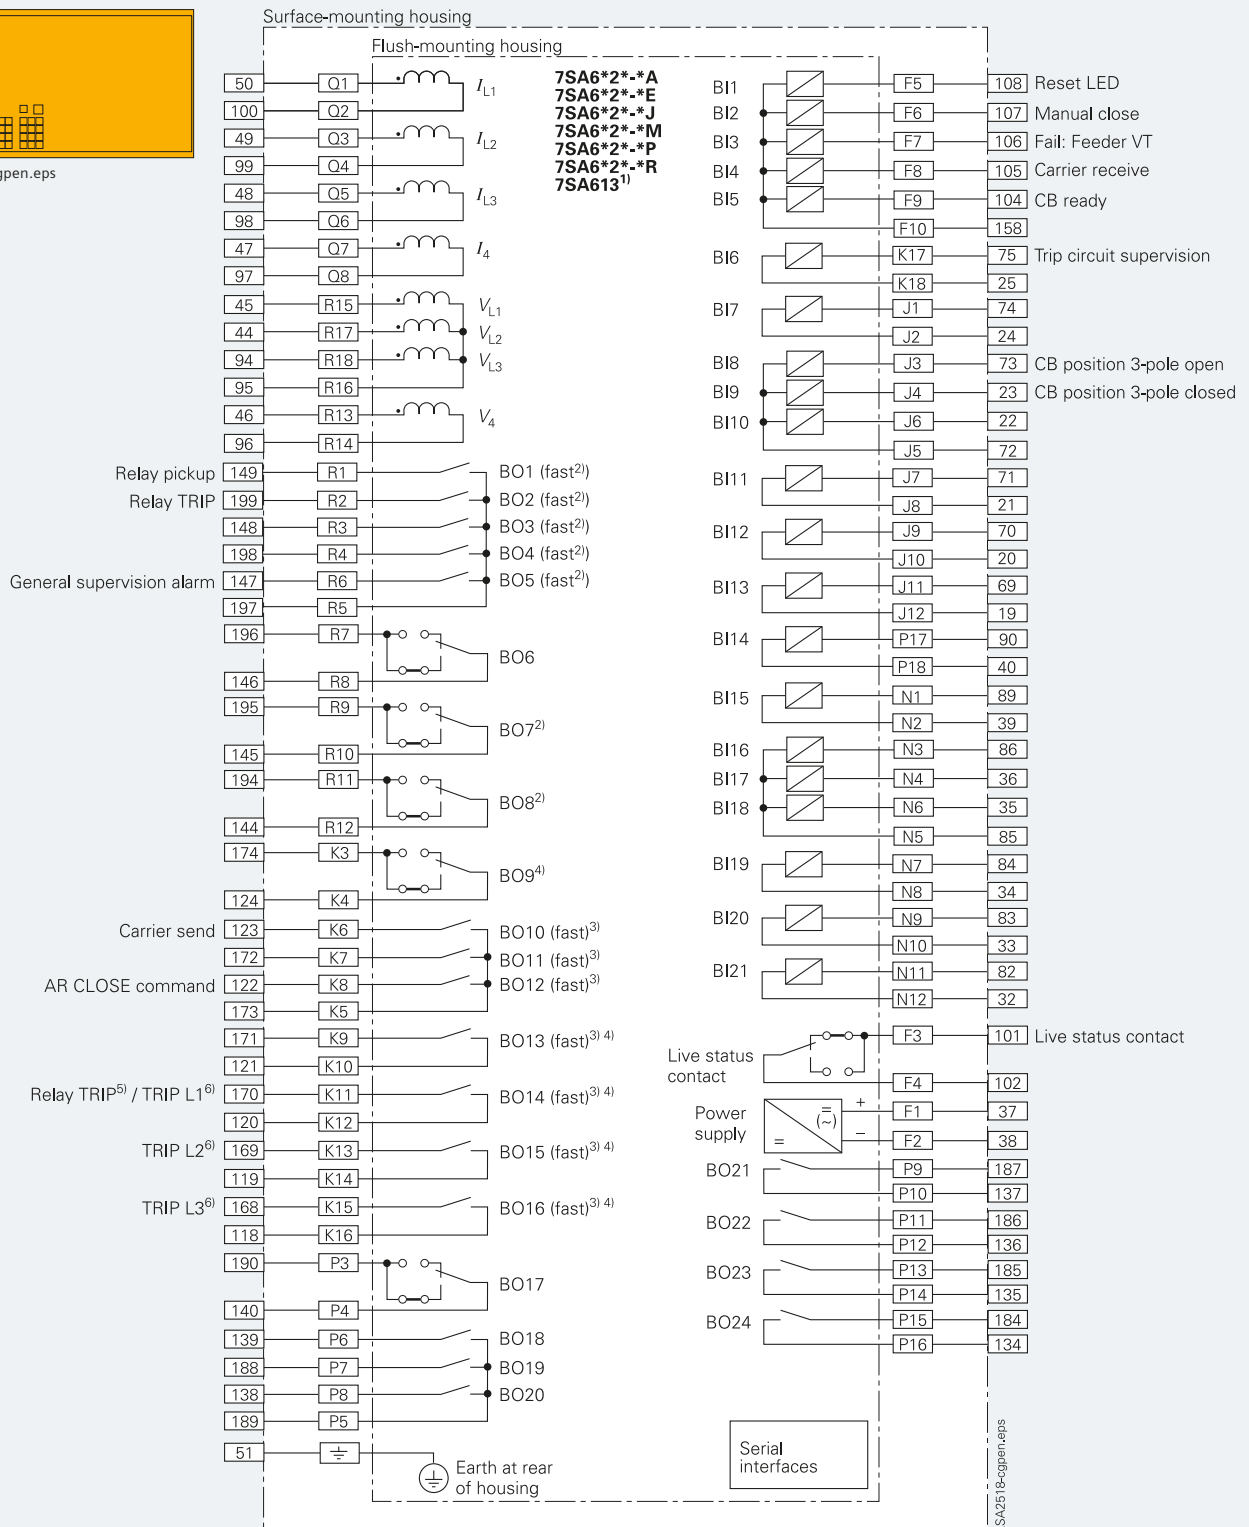 Surface-mounting housing
Flush-mounting housing
gpen.eps
7SA6*2*-*A
7SA6*2*-*E
7SA6*2*-*J
7SA6*2*-*M
7SA6*2*-*P
7SA6*2*-*R
7SA613¹⁾
50 Q1 I L1
100 Q2
49 Q3 I L2
99 Q4
48 Q5 I L3
98 Q6
47 Q7 I 4
97 Q8
45 R15 V L1
44 R17 V L2
94 R18 V L3
95 R16
46 R13 V 4
96 R14
Relay pickup 149 R1 BO1 (fast²⁾)
Relay TRIP 199 R2 BO2 (fast²⁾)
148 R3 BO3 (fast²⁾)
198 R4 BO4 (fast²⁾)
General supervision alarm 147 R6 BO5 (fast²⁾)
197 R5
196 R7
BO6
146 R8
195 R9
BO7²⁾
145 R10
194 R11
BO8²⁾
144 R12
174 K3
BO9⁴⁾
124 K4
Carrier send 123 K6 BO10 (fast)³⁾
172 K7 BO11 (fast)³⁾
AR CLOSE command 122 K8 BO12 (fast)³⁾
173 K5
171 K9 BO13 (fast)³⁾ ⁴⁾
121 K10
Relay TRIP⁵⁾ / TRIP L1⁶⁾ 170 K11 BO14 (fast)³⁾ ⁴⁾
120 K12
TRIP L2⁶⁾ 169 K13 BO15 (fast)³⁾ ⁴⁾
119 K14
TRIP L3⁶⁾ 168 K15 BO16 (fast)³⁾ ⁴⁾
118 K16
190 P3
BO17
140 P4
139 P6 BO18
188 P7 BO19
138 P8 BO20
189 P5
51
Earth at rear
of housing
BI1 F5 108 Reset LED
BI2 F6 107 Manual close
BI3 F7 106 Fail: Feeder VT
BI4 F8 105 Carrier receive
BI5 F9 104 CB ready
F10 158
BI6 K17 75 Trip circuit supervision
K18 25
BI7 J1 74
J2 24
BI8 J3 73 CB position 3-pole open
BI9 J4 23 CB position 3-pole closed
BI10 J6 22
J5 72
BI11 J7 71
J8 21
BI12 J9 70
J10 20
BI13 J11 69
J12 19
BI14 P17 90
P18 40
BI15 N1 89
N2 39
BI16 N3 86
BI17 N4 36
BI18 N6 35
N5 85
BI19 N7 84
N8 34
BI20 N9 83
N10 33
BI21 N11 82
N12 32
F3 101 Live status contact
Live status
contact
F4 102
Power
supply
= (~) =
+ F1 37
− F2 38
BO21 P9 187
P10 137
BO22 P11 186
P12 136
BO23 P13 185
P14 135
BO24 P15 184
P16 134
Serial
interfaces
SA2518-cgpen.eps